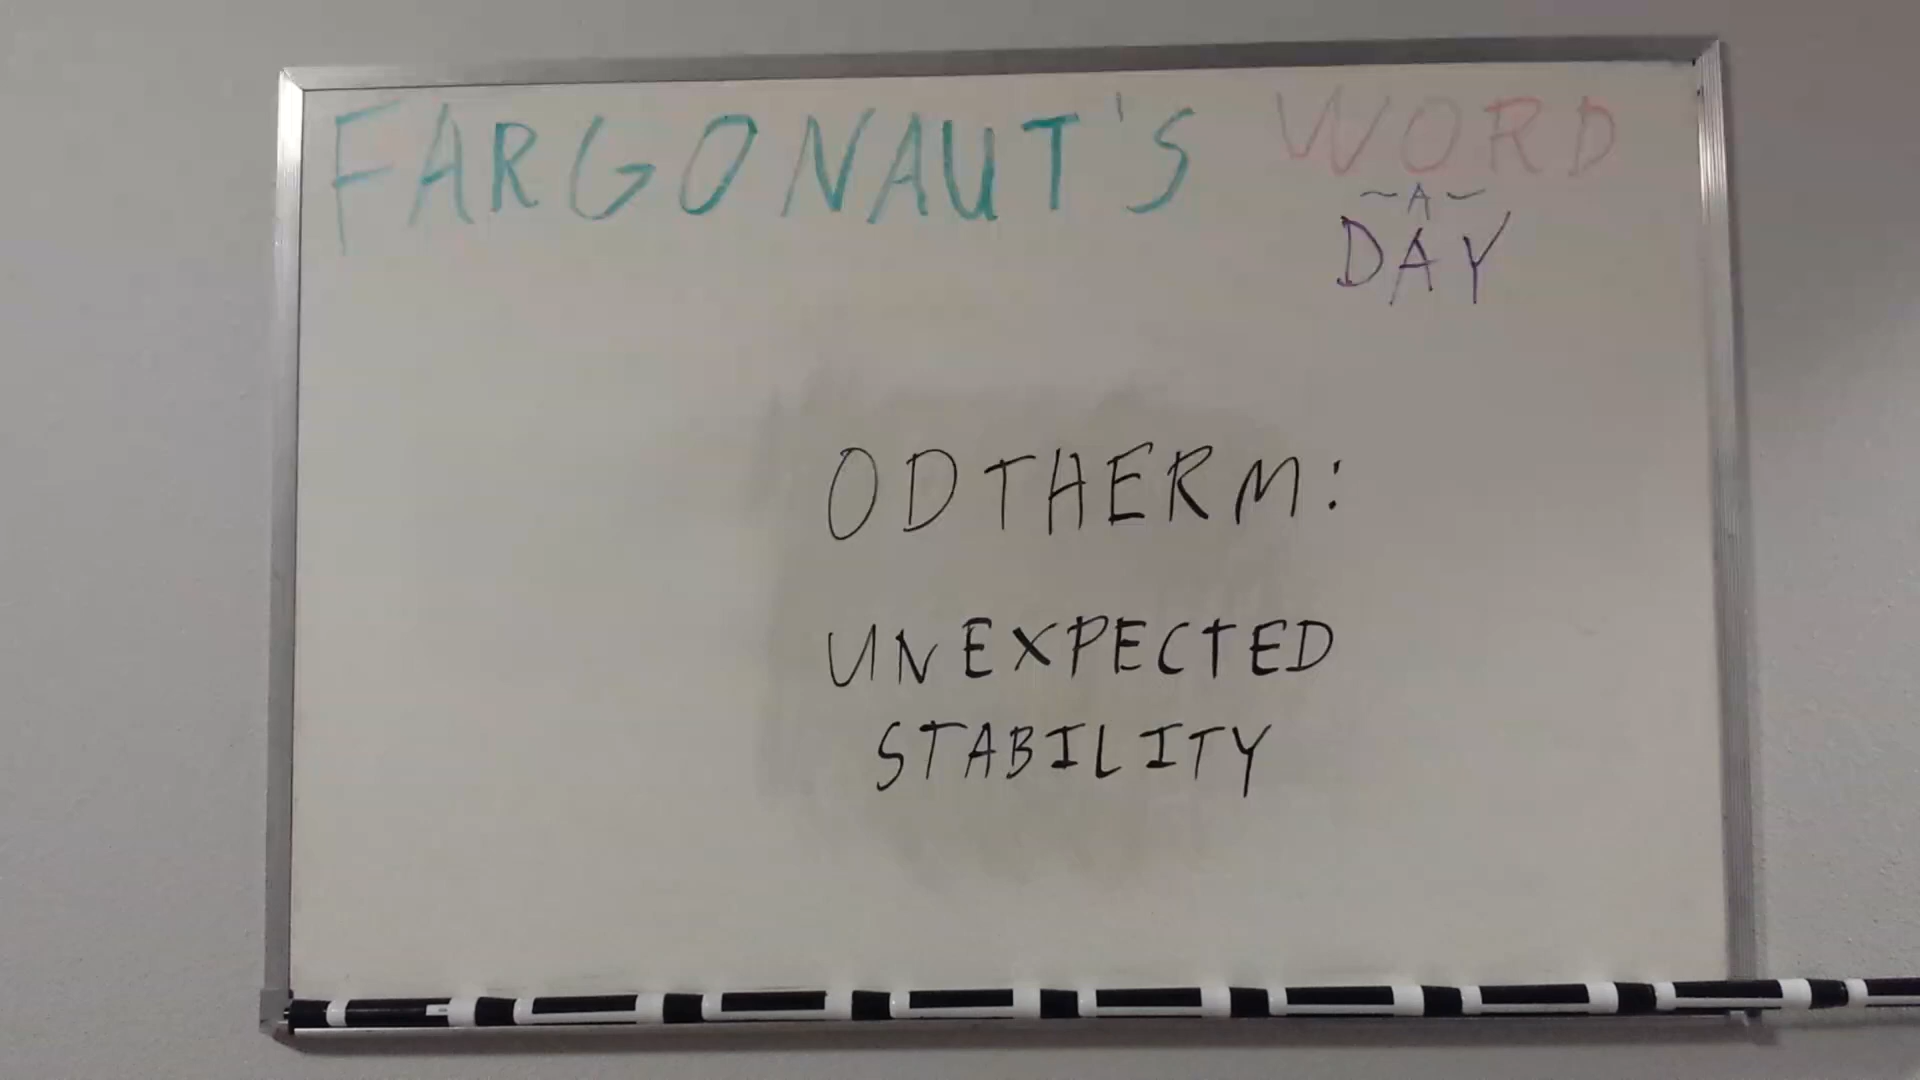 FARGONAUT'S WORD
~A~
DAY
ODTHERM:
UNEXPECTED
STABILITY